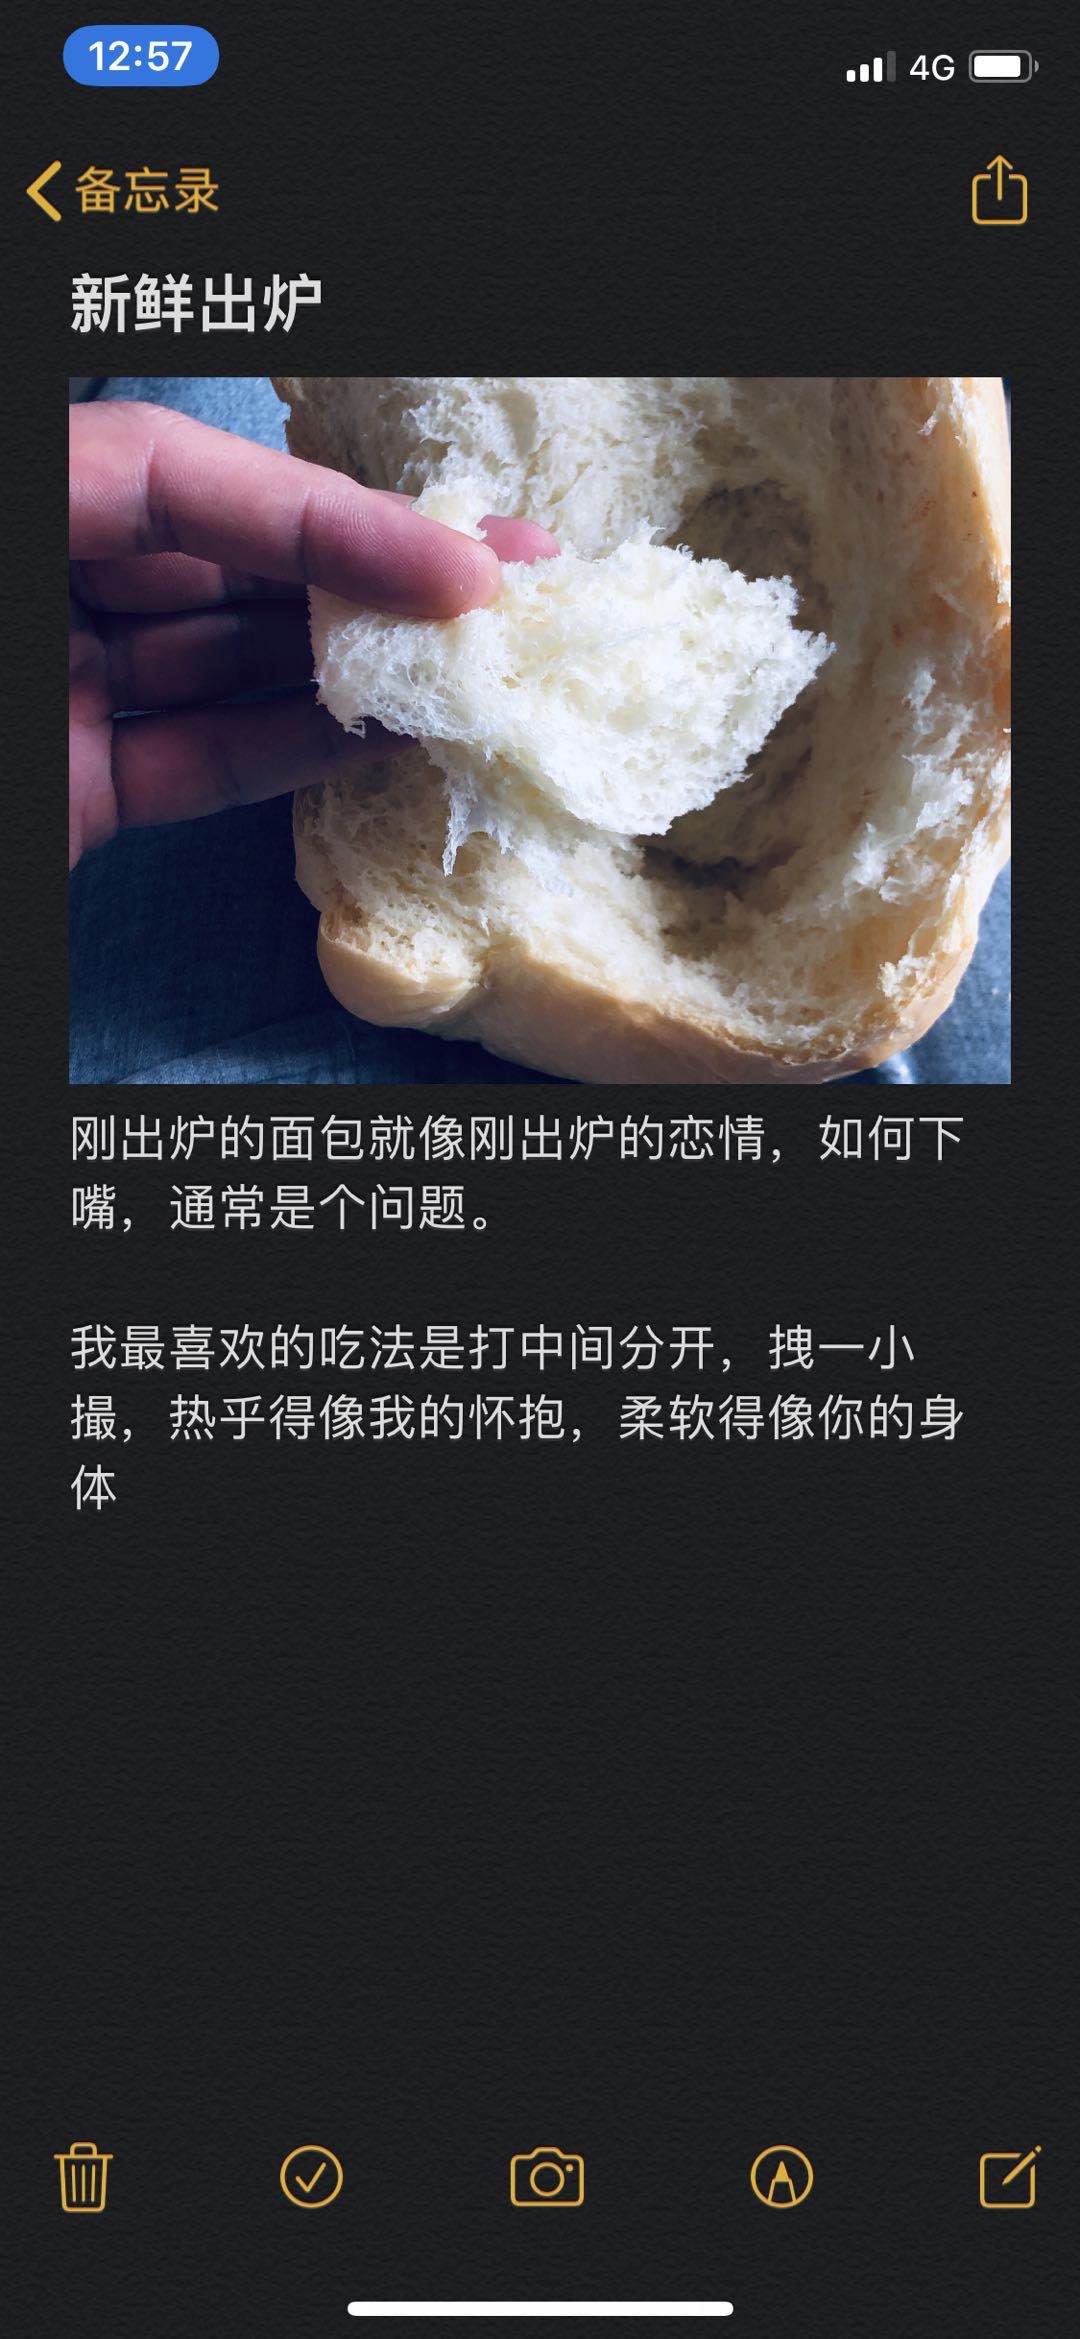 12:57
4G
备忘录
新鲜出炉
刚出炉的面包就像刚出炉的恋情，如何下
嘴，通常是个问题。
我最喜欢的吃法是打中间分开，拽一小
撮，热乎得像我的怀抱，柔软得像你的身
体